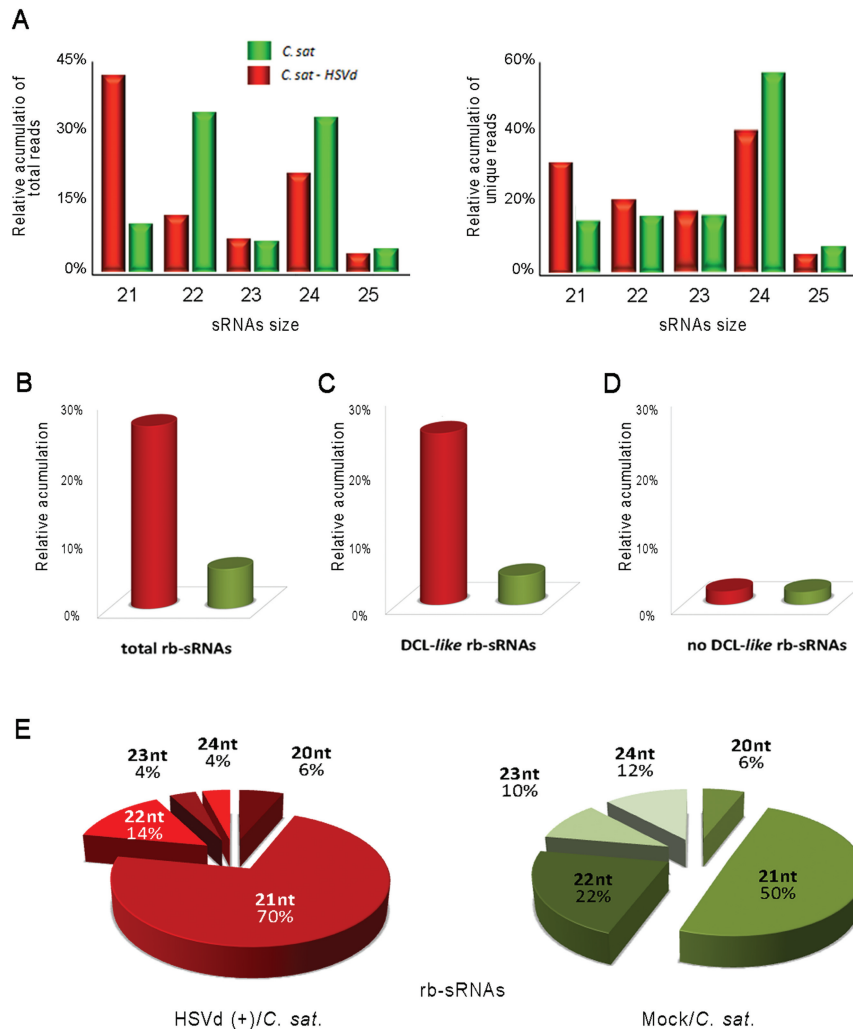 A
Relative accumulatio of
total reads
45%
30%
15%
0%
C. sat
C. sat - HSVd
21 22 23 24 25
sRNAs size
Relative accumulatio of
unique reads
60%
40%
20%
0%
21 22 23 24 25
sRNAs size
B
Relative acumulation
30%
20%
10%
0%
total rb-sRNAs
C
Relative acumulation
30%
20%
10%
0%
DCL-like rb-sRNAs
D
Relative acumulation
30%
20%
10%
0%
no DCL-like rb-sRNAs
E
23nt
4%
24nt
4%
20nt
6%
22nt
14%
21nt
70%
HSVd (+)/C. sat.
rb-sRNAs
23nt
10%
24nt
12%
20nt
6%
22nt
22%
21nt
50%
Mock/C. sat.